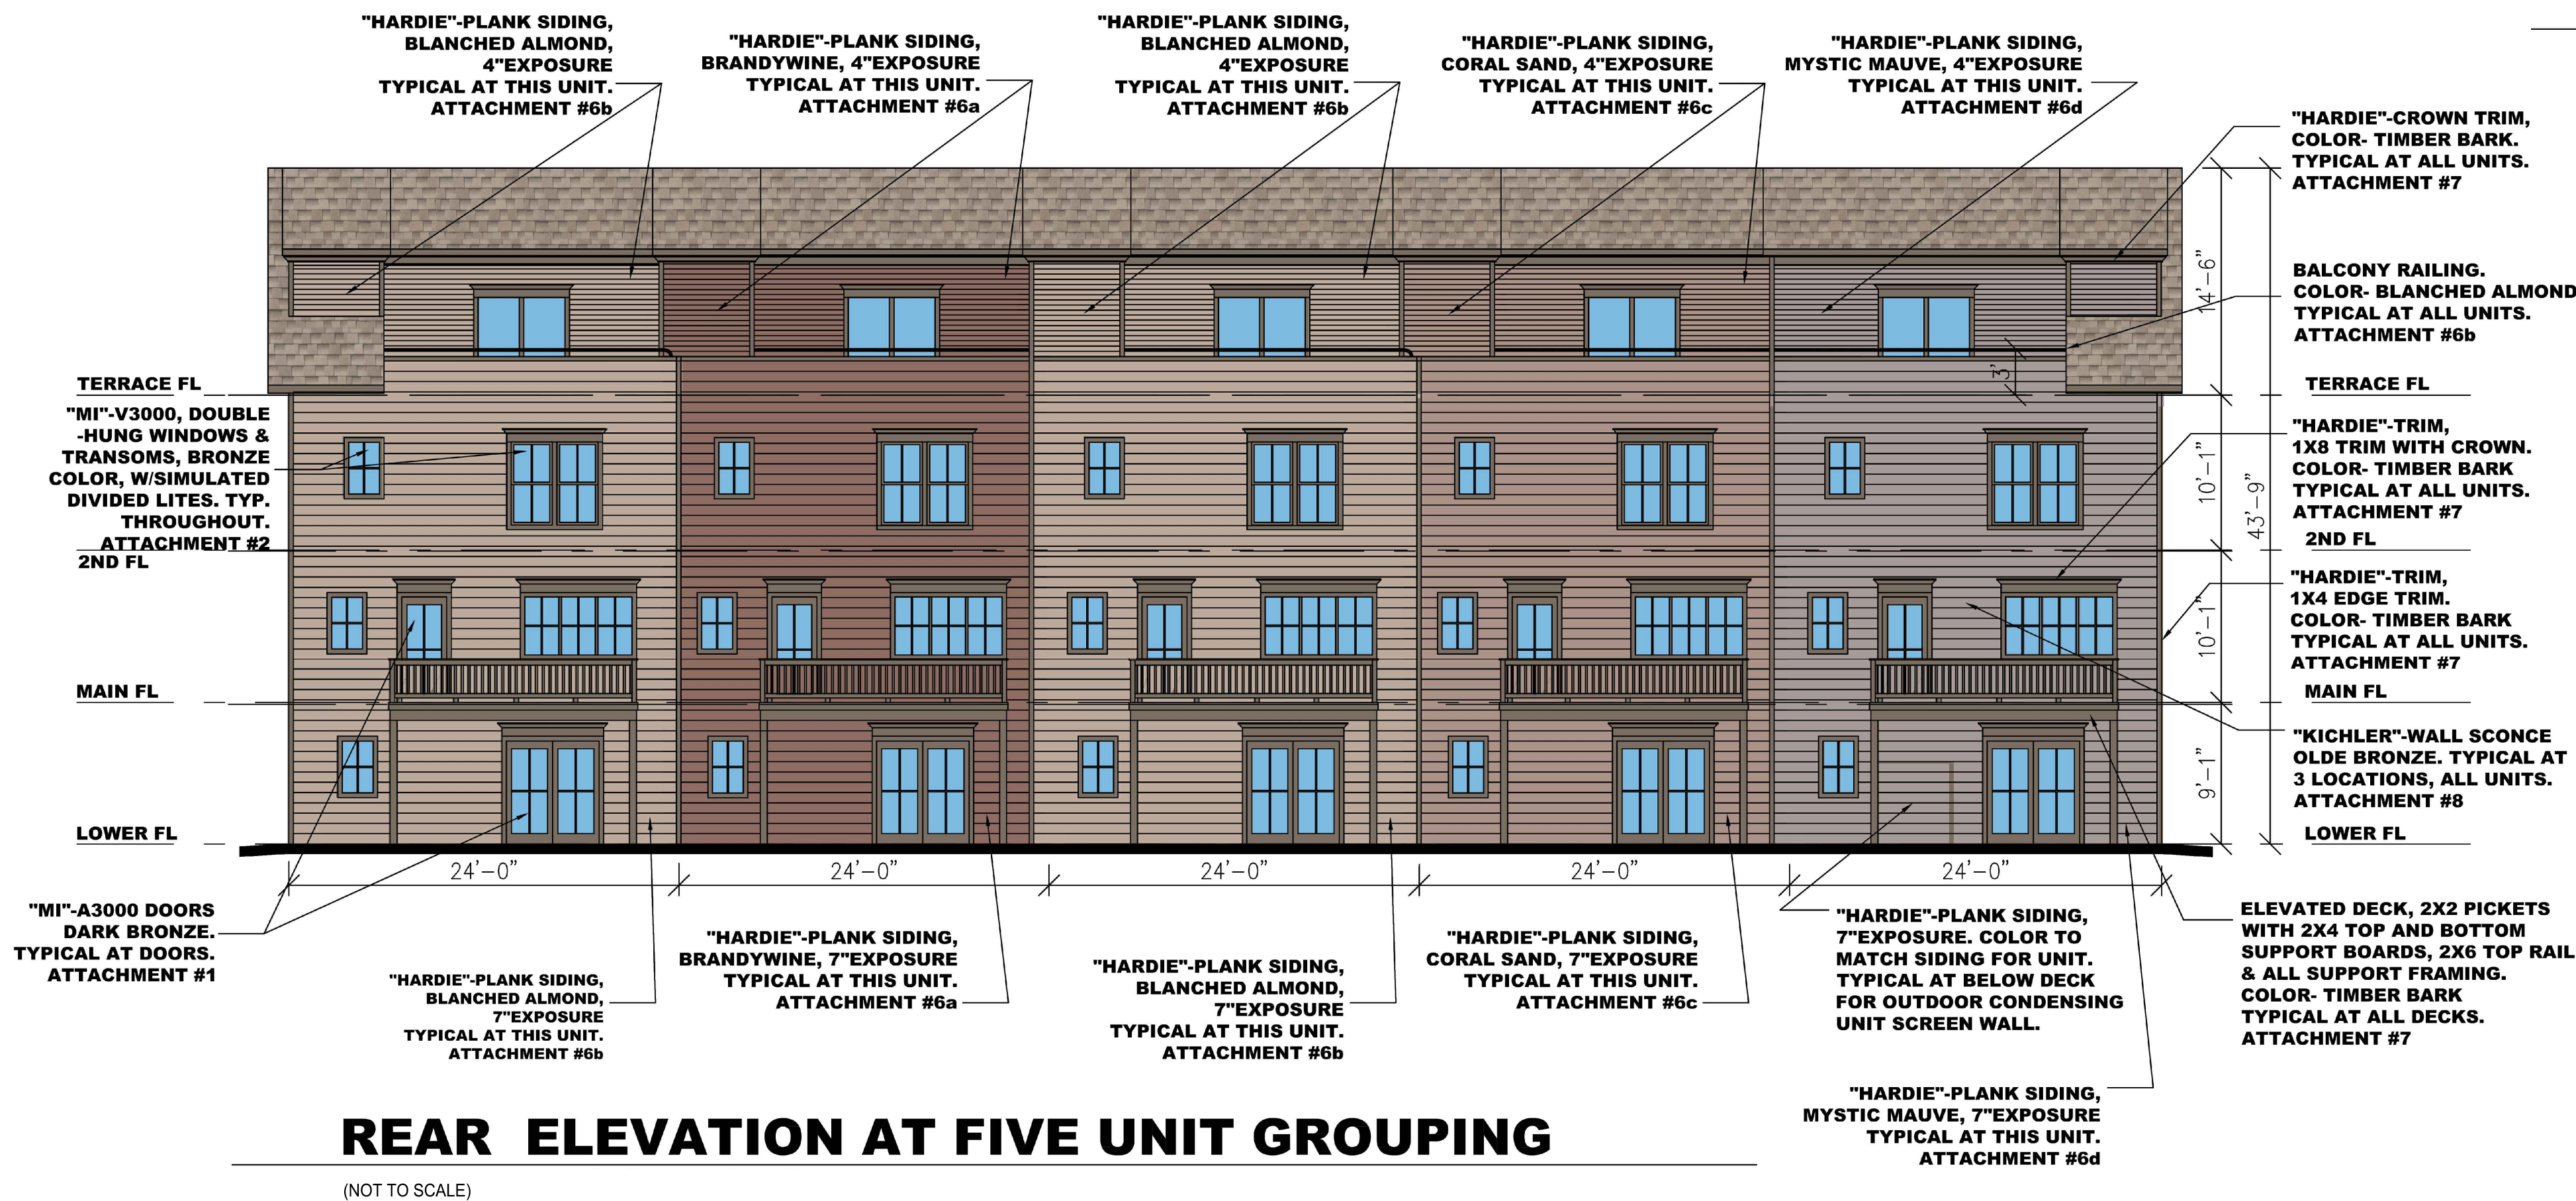 "HARDIE"-PLANK SIDING,
BLANCHED ALMOND,
4"EXPOSURE
TYPICAL AT THIS UNIT.
ATTACHMENT #6b
"HARDIE"-PLANK SIDING,
BRANDYWINE, 4"EXPOSURE
TYPICAL AT THIS UNIT.
ATTACHMENT #6a
"HARDIE"-PLANK SIDING,
BLANCHED ALMOND,
4"EXPOSURE
TYPICAL AT THIS UNIT.
ATTACHMENT #6b
"HARDIE"-PLANK SIDING,
CORAL SAND, 4"EXPOSURE
TYPICAL AT THIS UNIT.
ATTACHMENT #6c
"HARDIE"-PLANK SIDING,
MYSTIC MAUVE, 4"EXPOSURE
TYPICAL AT THIS UNIT.
ATTACHMENT #6d
"HARDIE"-CROWN TRIM,
COLOR- TIMBER BARK.
TYPICAL AT ALL UNITS.
ATTACHMENT #7
BALCONY RAILING.
COLOR- BLANCHED ALMOND
TYPICAL AT ALL UNITS.
ATTACHMENT #6b
TERRACE FL
"HARDIE"-TRIM,
1X8 TRIM WITH CROWN.
COLOR- TIMBER BARK
TYPICAL AT ALL UNITS.
ATTACHMENT #7
2ND FL
"HARDIE"-TRIM,
1X4 EDGE TRIM.
COLOR- TIMBER BARK
TYPICAL AT ALL UNITS.
ATTACHMENT #7
MAIN FL
"KICHLER"-WALL SCONCE
OLDE BRONZE. TYPICAL AT
3 LOCATIONS, ALL UNITS.
ATTACHMENT #8
LOWER FL
14'-6"
3'
10'-1"
43'-9"
10'-1"
9'-1"
TERRACE FL
"MI"-V3000, DOUBLE
-HUNG WINDOWS &
TRANSOMS, BRONZE
COLOR, W/SIMULATED
DIVIDED LITES. TYP.
THROUGHOUT.
ATTACHMENT #2
2ND FL
MAIN FL
LOWER FL
24'-0"
24'-0"
24'-0"
24'-0"
24'-0"
"MI"-A3000 DOORS
DARK BRONZE.
TYPICAL AT DOORS.
ATTACHMENT #1
"HARDIE"-PLANK SIDING,
BLANCHED ALMOND,
7"EXPOSURE
TYPICAL AT THIS UNIT.
ATTACHMENT #6b
"HARDIE"-PLANK SIDING,
BRANDYWINE, 7"EXPOSURE
TYPICAL AT THIS UNIT.
ATTACHMENT #6a
"HARDIE"-PLANK SIDING,
BLANCHED ALMOND,
7"EXPOSURE
TYPICAL AT THIS UNIT.
ATTACHMENT #6b
"HARDIE"-PLANK SIDING,
CORAL SAND, 7"EXPOSURE
TYPICAL AT THIS UNIT.
ATTACHMENT #6c
"HARDIE"-PLANK SIDING,
7"EXPOSURE. COLOR TO
MATCH SIDING FOR UNIT.
TYPICAL AT BELOW DECK
FOR OUTDOOR CONDENSING
UNIT SCREEN WALL.
ELEVATED DECK, 2X2 PICKETS
WITH 2X4 TOP AND BOTTOM
SUPPORT BOARDS, 2X6 TOP RAIL
& ALL SUPPORT FRAMING.
COLOR- TIMBER BARK
TYPICAL AT ALL DECKS.
ATTACHMENT #7
"HARDIE"-PLANK SIDING,
MYSTIC MAUVE, 7"EXPOSURE
TYPICAL AT THIS UNIT.
ATTACHMENT #6d
REAR ELEVATION AT FIVE UNIT GROUPING
(NOT TO SCALE)